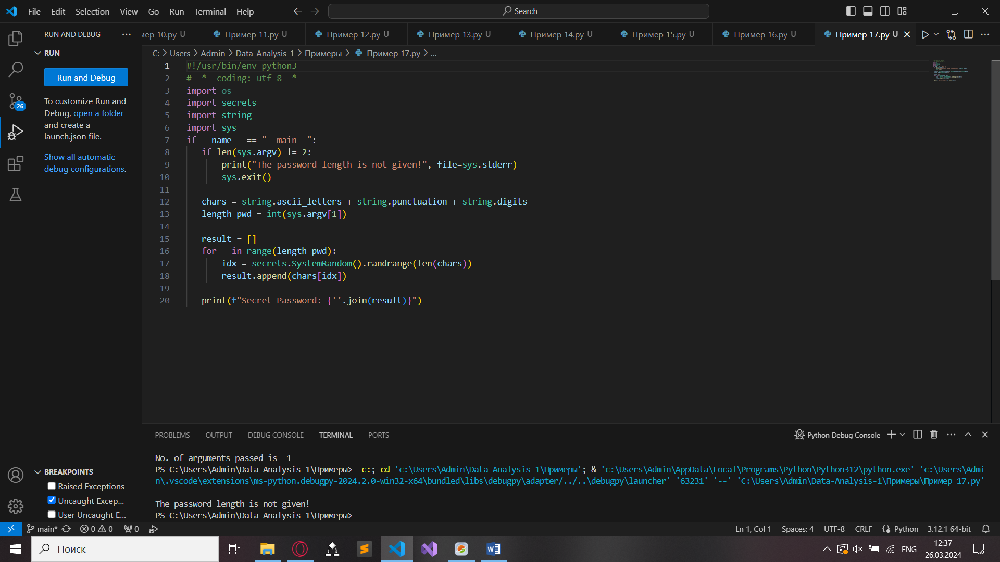 File Edit Selection View Go Run Terminal Help
Search
RUN AND DEBUG
мер 10.py U Пример 11.py U Пример 12.py U Пример 13.py U Пример 14.py U Пример 15.py U Пример 16.py U Пример 17.py U
RUN
C: > Users > Admin > Data-Analysis-1 > Примеры > Пример 17.py > ...
Run and Debug
To customize Run and
Debug, open a folder
and create a
launch.json file.
Show all automatic
debug configurations.
26
1 #!/usr/bin/env python3
2 # -*- coding: utf-8 -*-
3 import os
4 import secrets
5 import string
6 import sys
7 if __name__ == "__main__":
8 if len(sys.argv) != 2:
9 print("The password length is not given!", file=sys.stderr)
10 sys.exit()
11
12 chars = string.ascii_letters + string.punctuation + string.digits
13 length_pwd = int(sys.argv[1])
14
15 result = []
16 for _ in range(length_pwd):
17 idx = secrets.SystemRandom().randrange(len(chars))
18 result.append(chars[idx])
19
20 print(f"Secret Password: {''.join(result)}")
PROBLEMS OUTPUT DEBUG CONSOLE TERMINAL PORTS
Python Debug Console
No. of arguments passed is  1
PS C:\Users\Admin\Data-Analysis-1\Примеры>  c:; cd 'c:\Users\Admin\Data-Analysis-1\Примеры'; & 'c:\Users\Admin\AppData\Local\Programs\Python\Python312\python.exe' 'c:\Users\Admi
n\.vscode\extensions\ms-python.debugpy-2024.2.0-win32-x64\bundled\libs\debugpy\adapter/../..\debugpy\launcher' '63231' '--' 'C:\Users\Admin\Data-Analysis-1\Примеры\Пример 17.py'
The password length is not given!
PS C:\Users\Admin\Data-Analysis-1\Примеры>
BREAKPOINTS
Raised Exceptions
Uncaught Excep...
User Uncaught E...
main* 0 0 0
Ln 1, Col 1 Spaces: 4 UTF-8 CRLF Python 3.12.1 64-bit
Поиск
ENG
12:37
26.03.2024